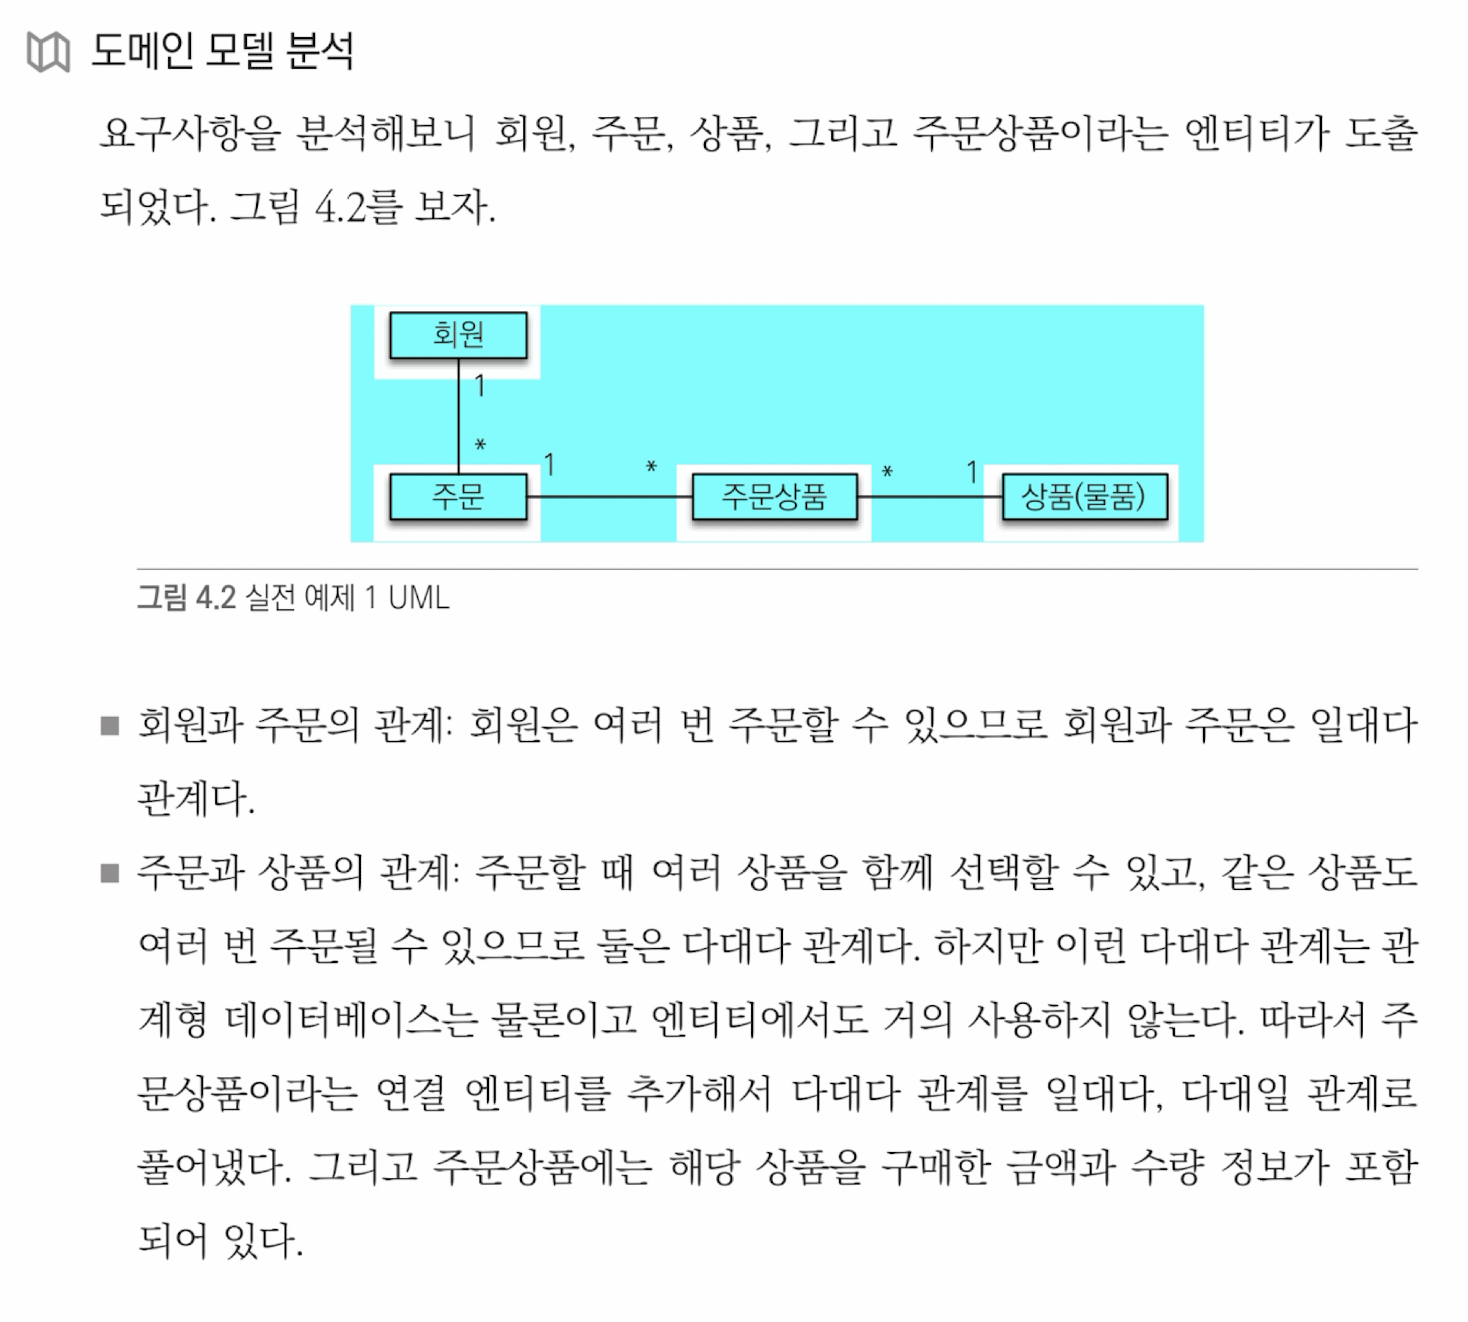 도메인 모델 분석
요구사항을 분석해보니 회원, 주문, 상품, 그리고 주문상품이라는 엔티티가 도출
되었다. 그림 4.2를 보자.
회원
1
*
1 * * 1
주문 주문상품 상품(물품)
그림 4.2 실전 예제 1 UML
■ 회원과 주문의 관계: 회원은 여러 번 주문할 수 있으므로 회원과 주문은 일대다
관계다.
■ 주문과 상품의 관계: 주문할 때 여러 상품을 함께 선택할 수 있고, 같은 상품도
여러 번 주문될 수 있으므로 둘은 다대다 관계다. 하지만 이런 다대다 관계는 관
계형 데이터베이스는 물론이고 엔티티에서도 거의 사용하지 않는다. 따라서 주
문상품이라는 연결 엔티티를 추가해서 다대다 관계를 일대다, 다대일 관계로
풀어냈다. 그리고 주문상품에는 해당 상품을 구매한 금액과 수량 정보가 포함
되어 있다.